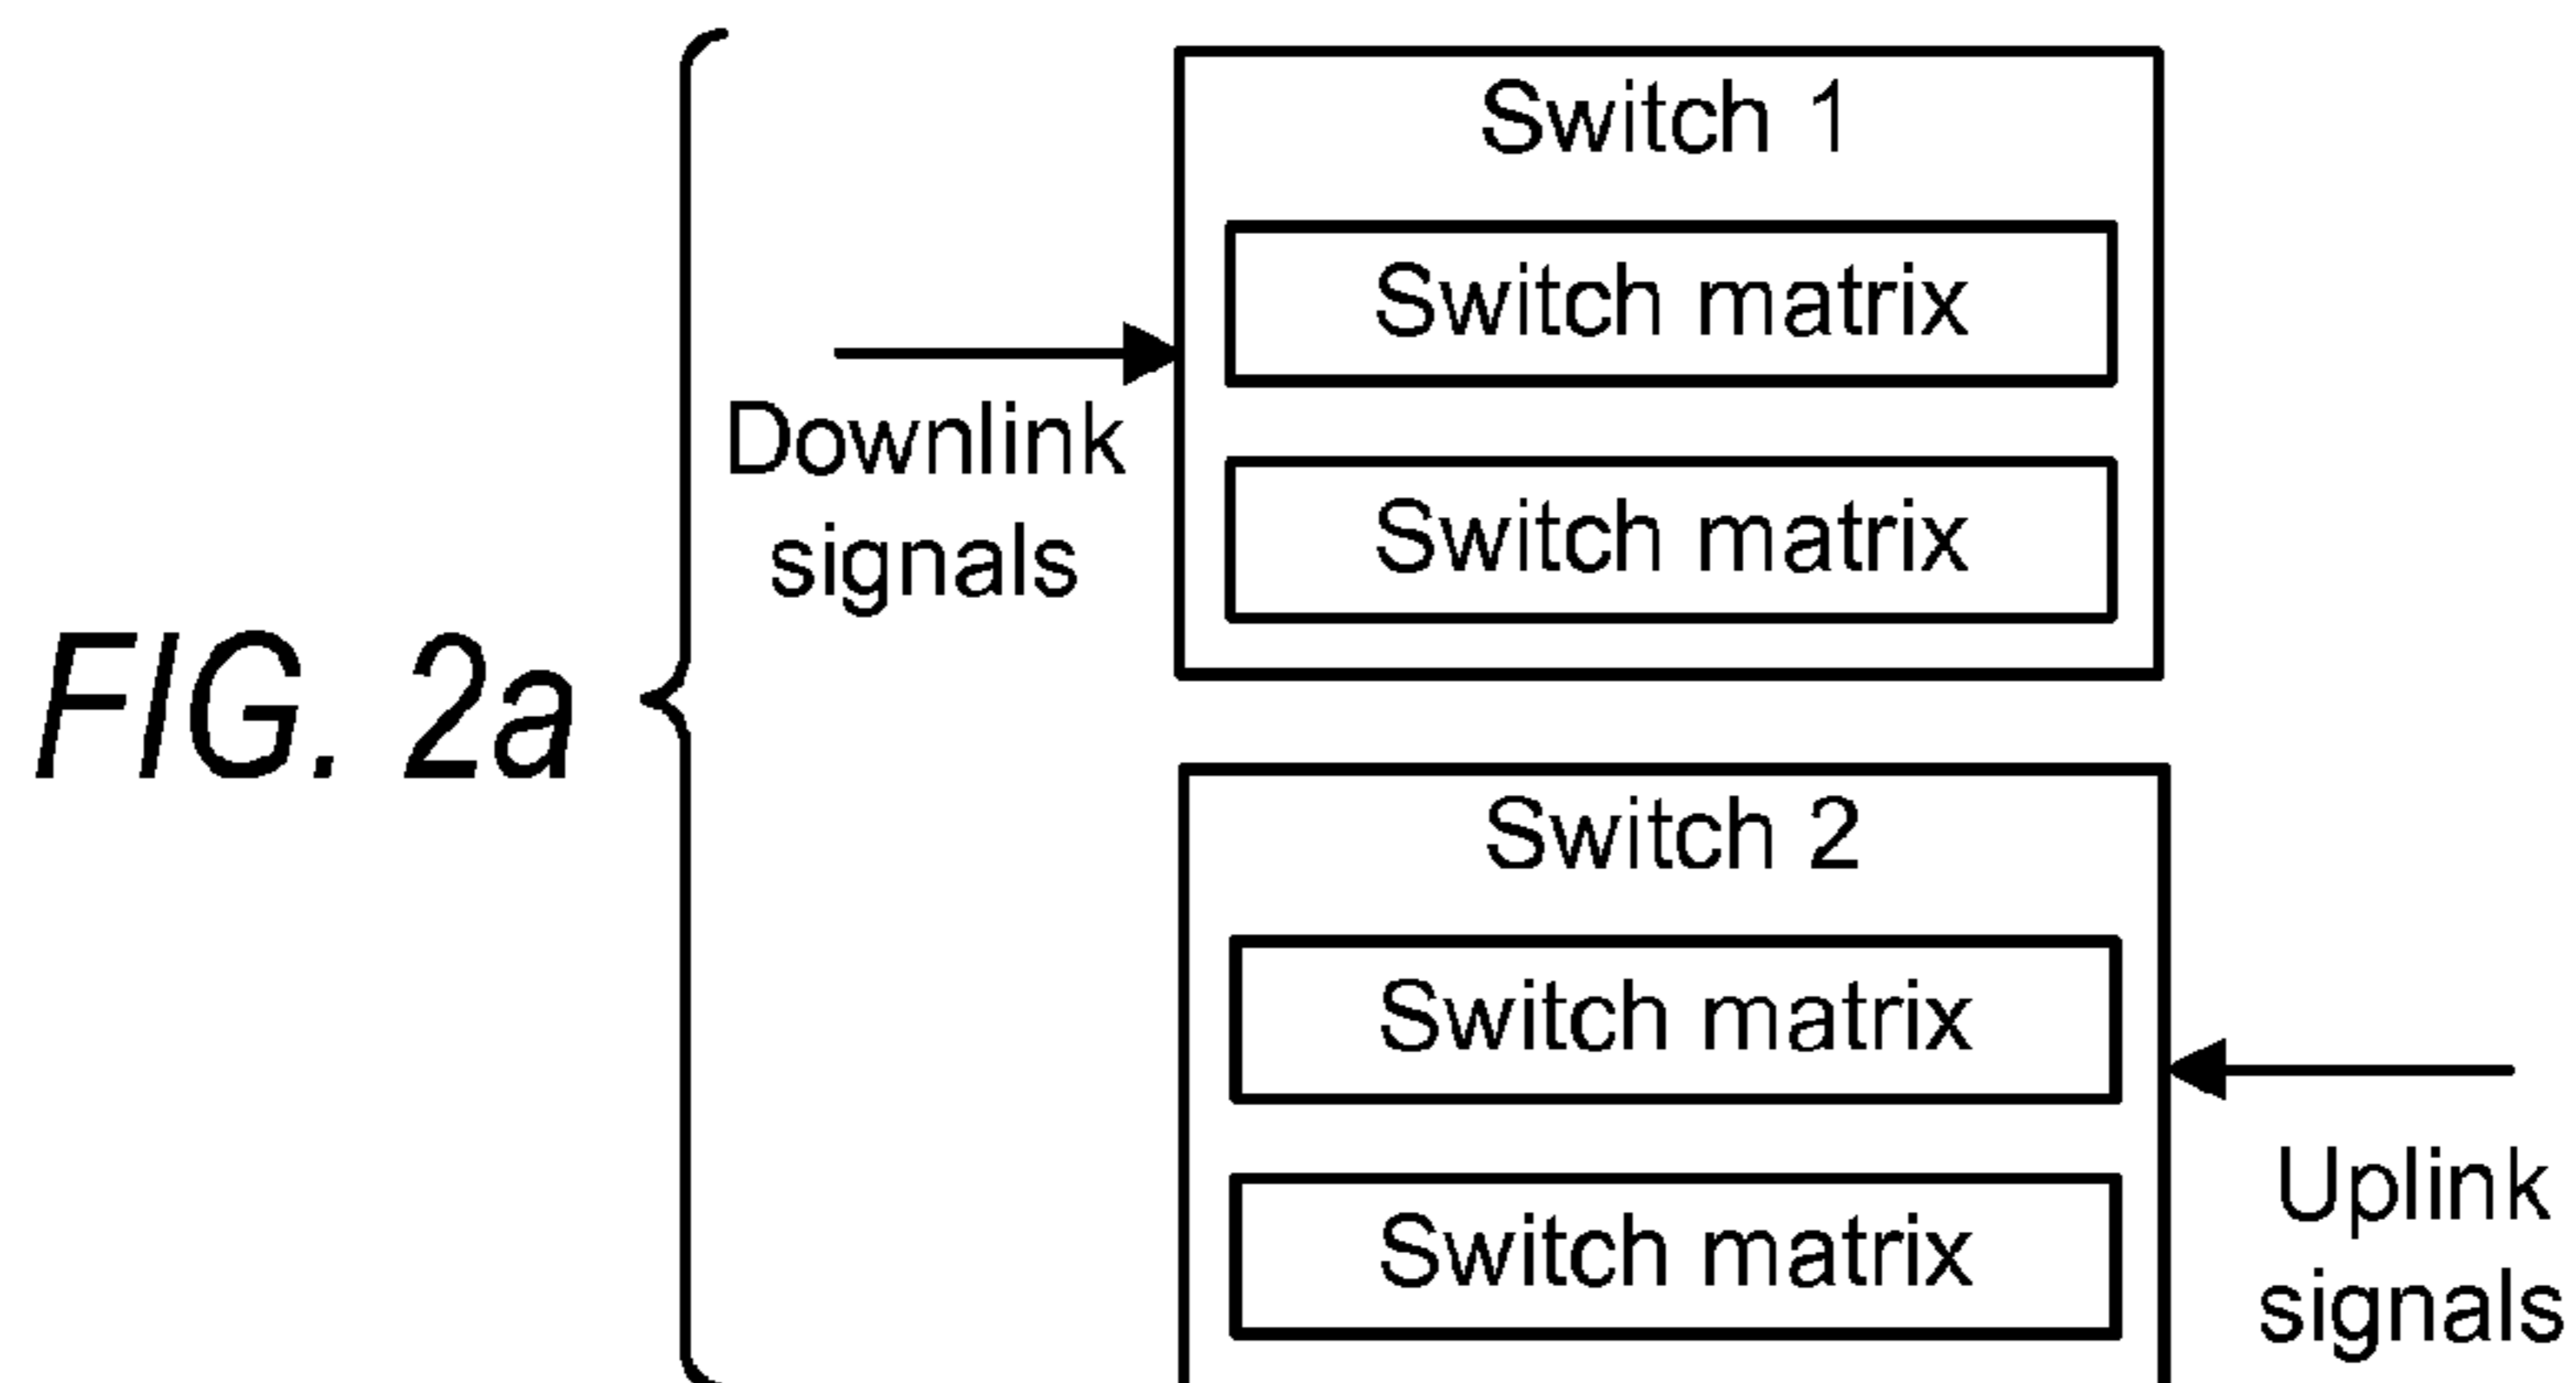 Switch 1
Switch matrix
Downlink
signals
Switch matrix
FIG. 2a
Switch 2
Switch matrix
Switch matrix
Uplink
signals